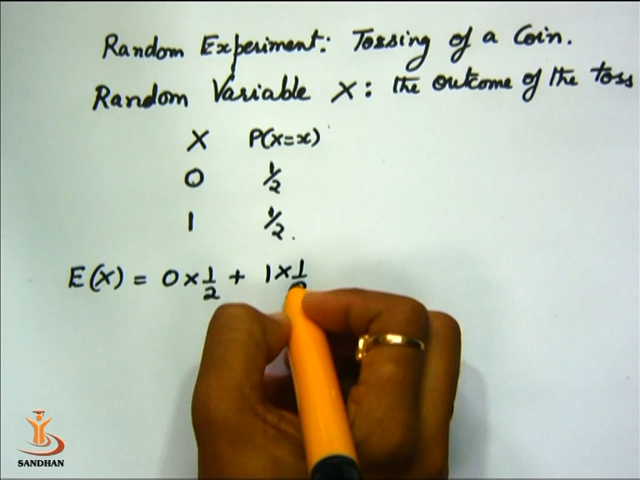 Random Experiment: Tossing of a Coin.
Random Variable X: the outcome of the toss
X P(X=x)
0 1/2
1 1/2.
E(X) = 0 × 1/2 + 1 × 1/2
SANDHAN